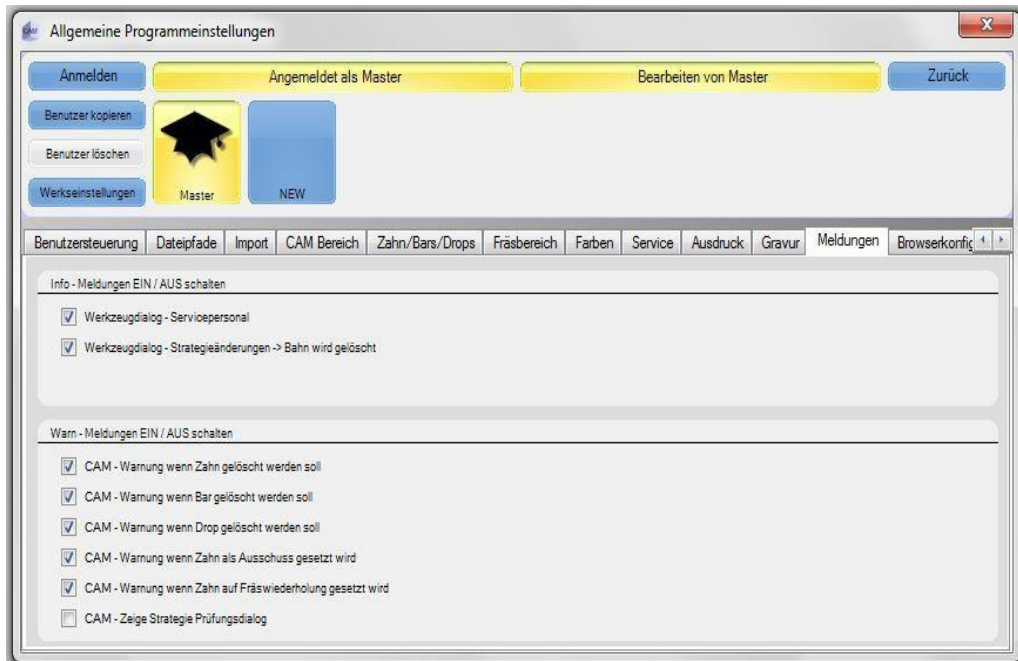 Allgemeine Programmeinstellungen
Anmelden
Angemeldet als Master
Bearbeiten von Master
Zurück
Benutzer kopieren
Benutzer löschen
Werkseinstellungen
Master
NEW
Benutzersteuerung
Dateipfade
Import
CAM Bereich
Zahn/Bars/Drops
Fräsbereich
Farben
Service
Ausdruck
Gravur
Meldungen
Browserkonfig
Info - Meldungen EIN / AUS schalten
Werkzeugdialog - Servicepersonal
Werkzeugdialog - Strategieänderungen -> Bahn wird gelöscht
Warn - Meldungen EIN / AUS schalten
CAM - Warnung wenn Zahn gelöscht werden soll
CAM - Warnung wenn Bar gelöscht werden soll
CAM - Warnung wenn Drop gelöscht werden soll
CAM - Warnung wenn Zahn als Ausschuss gesetzt wird
CAM - Warnung wenn Zahn auf Fräswiederholung gesetzt wird
CAM - Zeige Strategie Prüfungsdialog